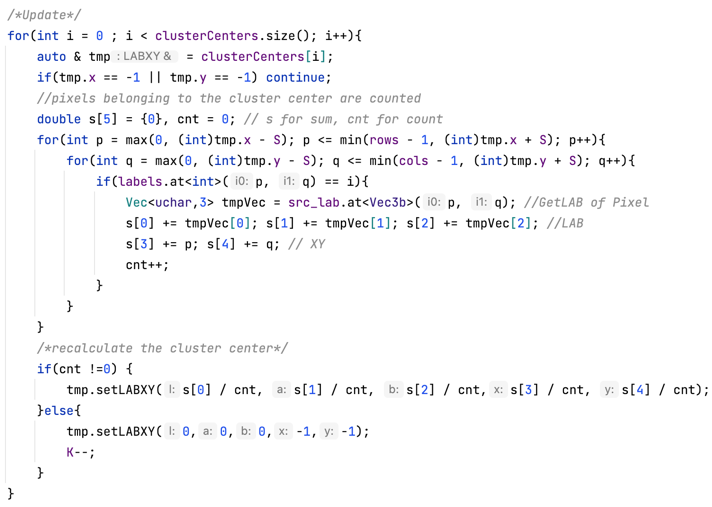 /*Update*/
for(int i = 0 ; i < clusterCenters.size(); i++){
    auto & tmp : LABXY & = clusterCenters[i];
    if(tmp.x == -1 || tmp.y == -1) continue;
    //pixels belonging to the cluster center are counted
    double s[5] = {0}, cnt = 0; // s for sum, cnt for count
    for(int p = max(0, (int)tmp.x - S); p <= min(rows - 1, (int)tmp.x + S); p++){
        for(int q = max(0, (int)tmp.y - S); q <= min(cols - 1, (int)tmp.y + S); q++){
            if(labels.at<int>( i0: p, i1: q) == i){
                Vec<uchar,3> tmpVec = src_lab.at<Vec3b>( i0: p, i1: q); //GetLAB of Pixel
                s[0] += tmpVec[0]; s[1] += tmpVec[1]; s[2] += tmpVec[2]; //LAB
                s[3] += p; s[4] += q; // XY
                cnt++;
            }
        }
    }
    /*recalculate the cluster center*/
    if(cnt !=0) {
        tmp.setLABXY( l: s[0] / cnt, a: s[1] / cnt, b: s[2] / cnt, x: s[3] / cnt, y: s[4] / cnt);
    }else{
        tmp.setLABXY( l: 0, a: 0, b: 0, x: -1, y: -1);
        K--;
    }
}